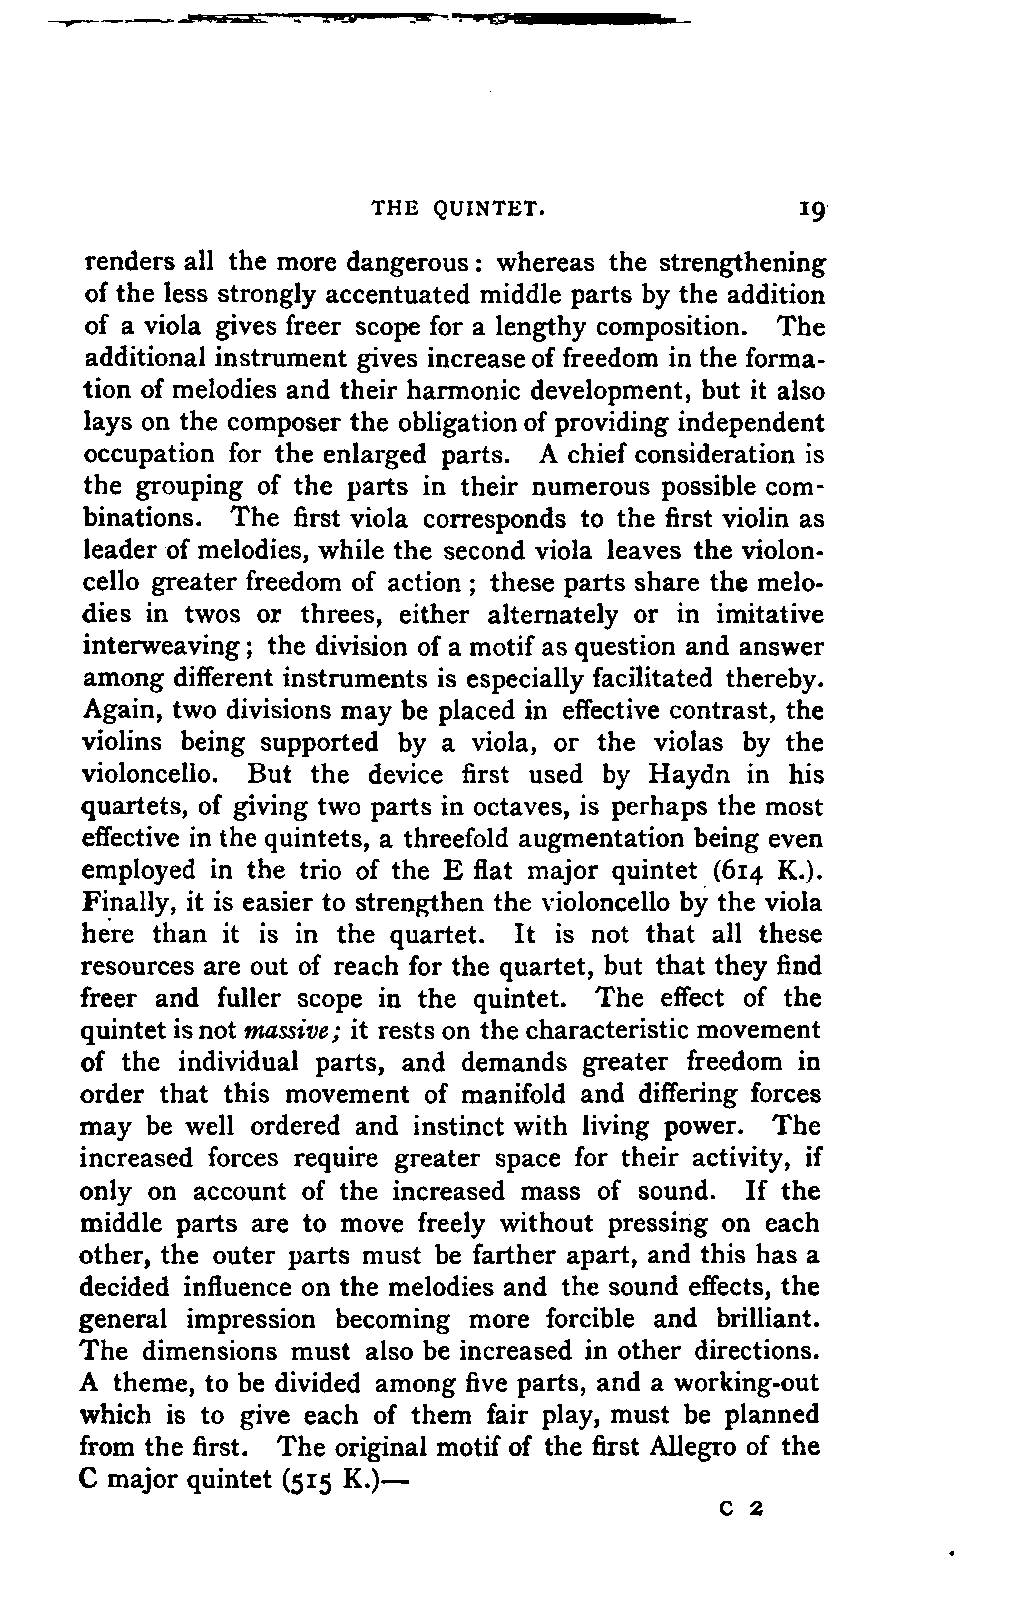 THE QUINTET. 19
renders all the more dangerous: whereas the strengthening
of the less strongly accentuated middle parts by the addition
of a viola gives freer scope for a lengthy composition. The
additional instrument gives increase of freedom in the forma-
tion of melodies and their harmonic development, but it also
lays on the composer the obligation of providing independent
occupation for the enlarged parts. A chief consideration is
the grouping of the parts in their numerous possible com-
binations. The first viola corresponds to the first violin as
leader of melodies, while the second viola leaves the violon-
cello greater freedom of action; these parts share the melo-
dies in twos or threes, either alternately or in imitative
interweaving; the division of a motif as question and answer
among different instruments is especially facilitated thereby.
Again, two divisions may be placed in effective contrast, the
violins being supported by a viola, or the violas by the
violoncello. But the device first used by Haydn in his
quartets, of giving two parts in octaves, is perhaps the most
effective in the quintets, a threefold augmentation being even
employed in the trio of the E flat major quintet (614 K.).
Finally, it is easier to strengthen the violoncello by the viola
here than it is in the quartet. It is not that all these
resources are out of reach for the quartet, but that they find
freer and fuller scope in the quintet. The effect of the
quintet is not massive; it rests on the characteristic movement
of the individual parts, and demands greater freedom in
order that this movement of manifold and differing forces
may be well ordered and instinct with living power. The
increased forces require greater space for their activity, if
only on account of the increased mass of sound. If the
middle parts are to move freely without pressing on each
other, the outer parts must be farther apart, and this has a
decided influence on the melodies and the sound effects, the
general impression becoming more forcible and brilliant.
The dimensions must also be increased in other directions.
A theme, to be divided among five parts, and a working-out
which is to give each of them fair play, must be planned
from the first. The original motif of the first Allegro of the
C major quintet (515 K.)—
C 2